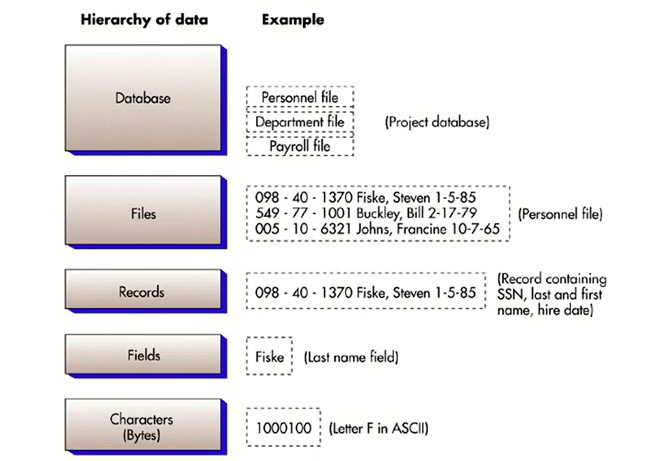 Hierarchy of data Example
Database
Personnel file
Department file (Project database)
Payroll file
Files
098 - 40 - 1370 Fiske, Steven 1-5-85
549 - 77 - 1001 Buckley, Bill 2-17-79
005 - 10 - 6321 Johns, Francine 10-7-65
(Personnel file)
Records
098 - 40 - 1370 Fiske, Steven 1-5-85
(Record containing
SSN, last and first
name, hire date)
Fields
Fiske (Last name field)
Characters
(Bytes)
1000100 (Letter F in ASCII)